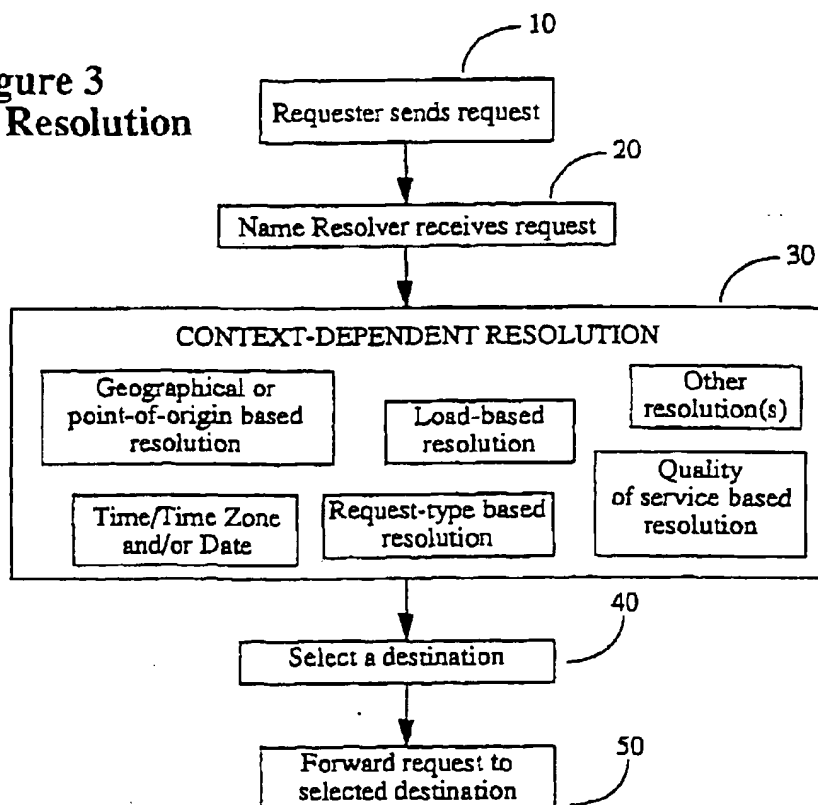 gure 3
Resolution
10
Requester sends request
20
Name Resolver receives request
30
CONTEXT-DEPENDENT RESOLUTION
Geographical or
point-of-origin based
resolution
Load-based
resolution
Other
resolution(s)
Time/Time Zone
and/or Date
Request-type based
resolution
Quality
of service based
resolution
40
Select a destination
50
Forward request to
selected destination